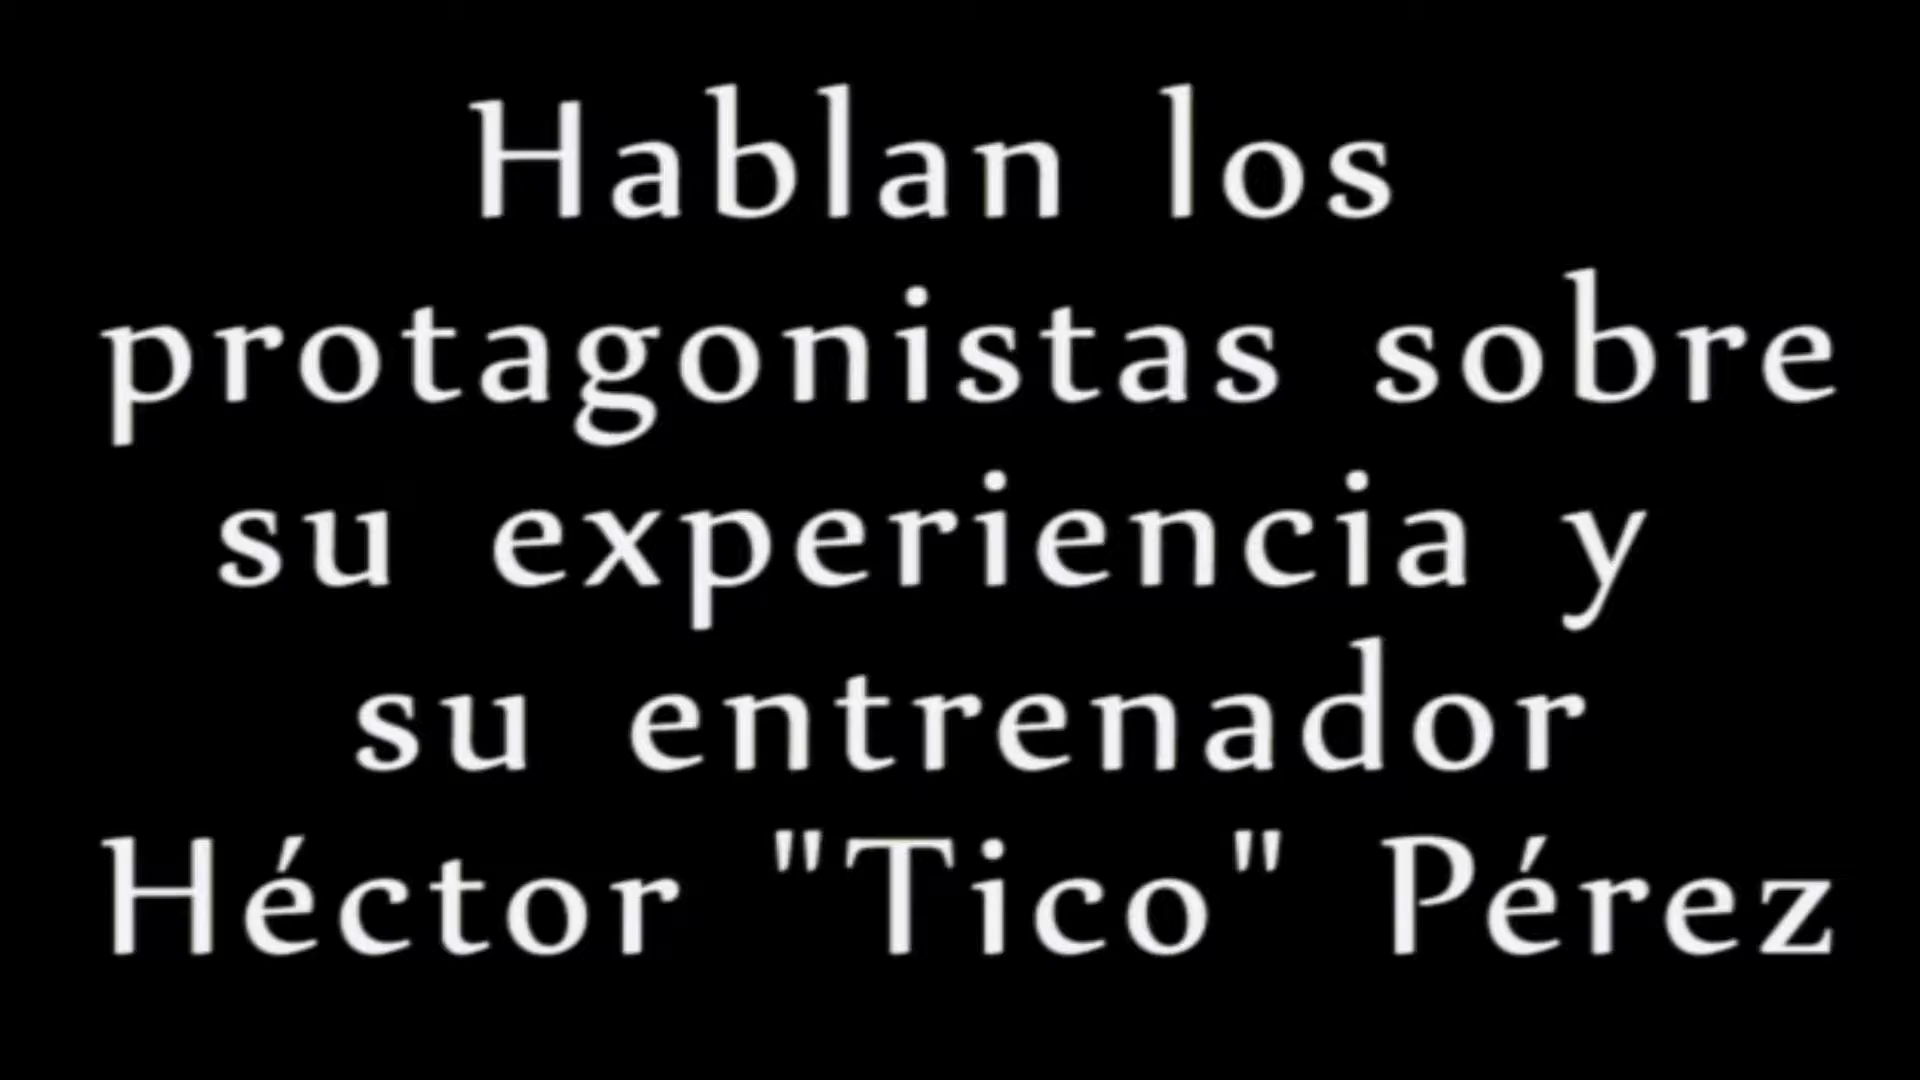 Hablan los
protagonistas sobre
su experiencia y
su entrenador
Héctor "Tico" Pérez